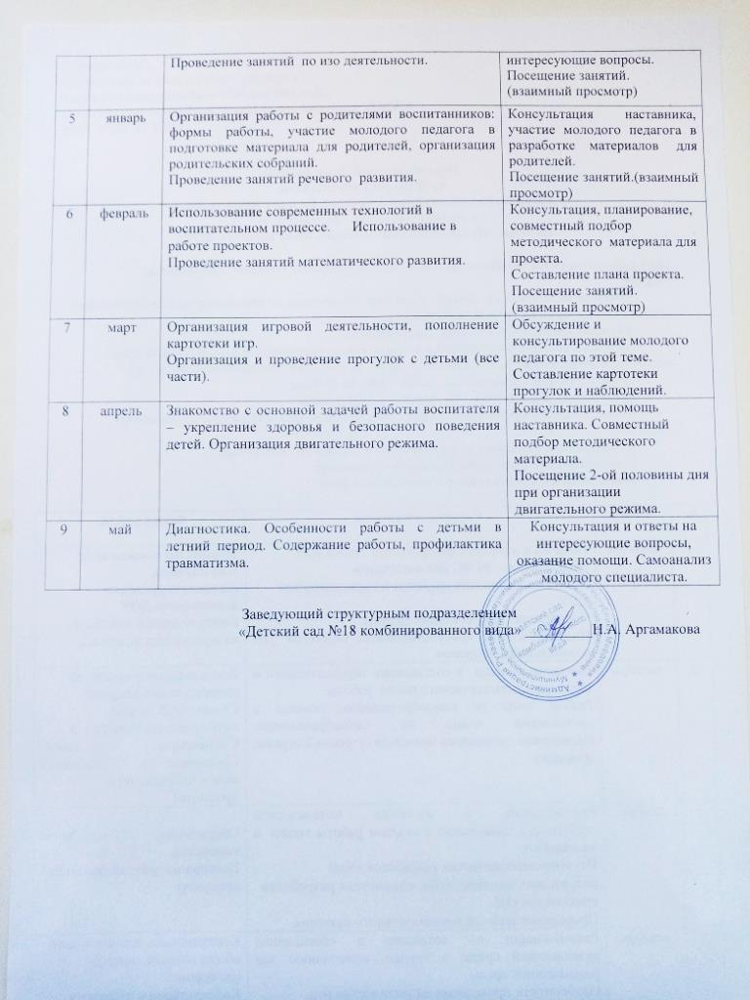 Проведение занятий по изо деятельности.
интересующие вопросы.
Посещение занятий.
(взаимный просмотр)
5
январь
Организация работы с родителями воспитанников:
формы работы, участие молодого педагога в
подготовке материала для родителей, организация
родительских собраний.
Проведение занятий речевого развития.
Консультация наставника,
участие молодого педагога в
разработке материалов для
родителей.
Посещение занятий.(взаимный
просмотр)
6
февраль
Использование современных технологий в
воспитательном процессе. Использование в
работе проектов.
Проведение занятий математического развития.
Консультация, планирование,
совместный подбор
методического материала для
проекта.
Составление плана проекта.
Посещение занятий.
(взаимный просмотр)
7
март
Организация игровой деятельности, пополнение
картотеки игр.
Организация и проведение прогулок с детьми (все
части).
Обсуждение и
консультирование молодого
педагога по этой теме.
Составление картотеки
прогулок и наблюдений.
8
апрель
Знакомство с основной задачей работы воспитателя
– укрепление здоровья и безопасного поведения
детей. Организация двигательного режима.
Консультация, помощь
наставника. Совместный
подбор методического
материала.
Посещение 2-ой половины дня
при организации
двигательного режима.
9
май
Диагностика. Особенности работы с детьми в
летний период. Содержание работы, профилактика
травматизма.
Консультация и ответы на
интересующие вопросы,
оказание помощи. Самоанализ
молодого специалиста.
Заведующий структурным подразделением
«Детский сад №18 комбинированного вида» Н.А. Аргамакова